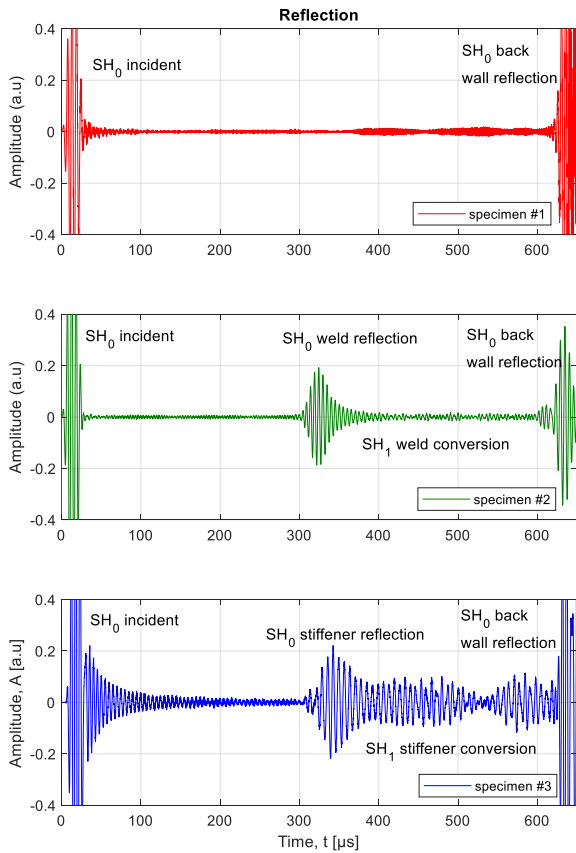 Reflection
0.4
SH0 incident
SH0 back
wall reflection
0.2
Amplitude (a.u)
0
-0.2
specimen #1
-0.4
0 100 200 300 400 500 600
0.4
SH0 incident
SH0 weld reflection
SH0 back
wall reflection
0.2
Amplitude (a.u)
0
SH1 weld conversion
-0.2
specimen #2
-0.4
0 100 200 300 400 500 600
0.4
SH0 incident
SH0 back
SH0 stiffener reflection
wall reflection
0.2
Amplitude, A [a.u]
0
SH1 stiffener conversion
-0.2
specimen #3
-0.4
0 100 200 300 400 500 600
Time, t [μs]